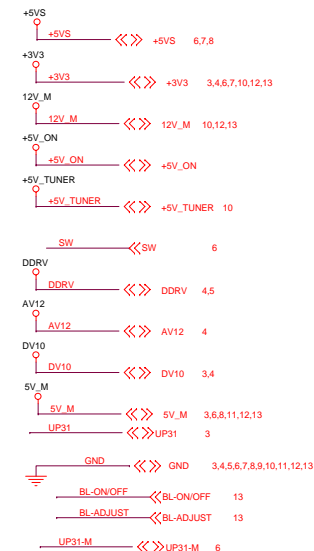 +5VS
+5VS +5VS 6,7,8
+3V3
+3V3 +3V3 3,4,6,7,10,12,13
12V_M
12V_M 12V_M 10,12,13
+5V_ON
+5V_ON +5V_ON
+5V_TUNER
+5V_TUNER +5V_TUNER 10
SW SW 6
DDRV
DDRV DDRV 4,5
AV12
AV12 AV12 4
DV10
DV10 DV10 3,4
5V_M
5V_M 5V_M 3,6,8,11,12,13
UP31 UP31 3
GND GND 3,4,5,6,7,8,9,10,11,12,13
BL-ON/OFF BL-ON/OFF 13
BL-ADJUST BL-ADJUST 13
UP31-M UP31-M 6